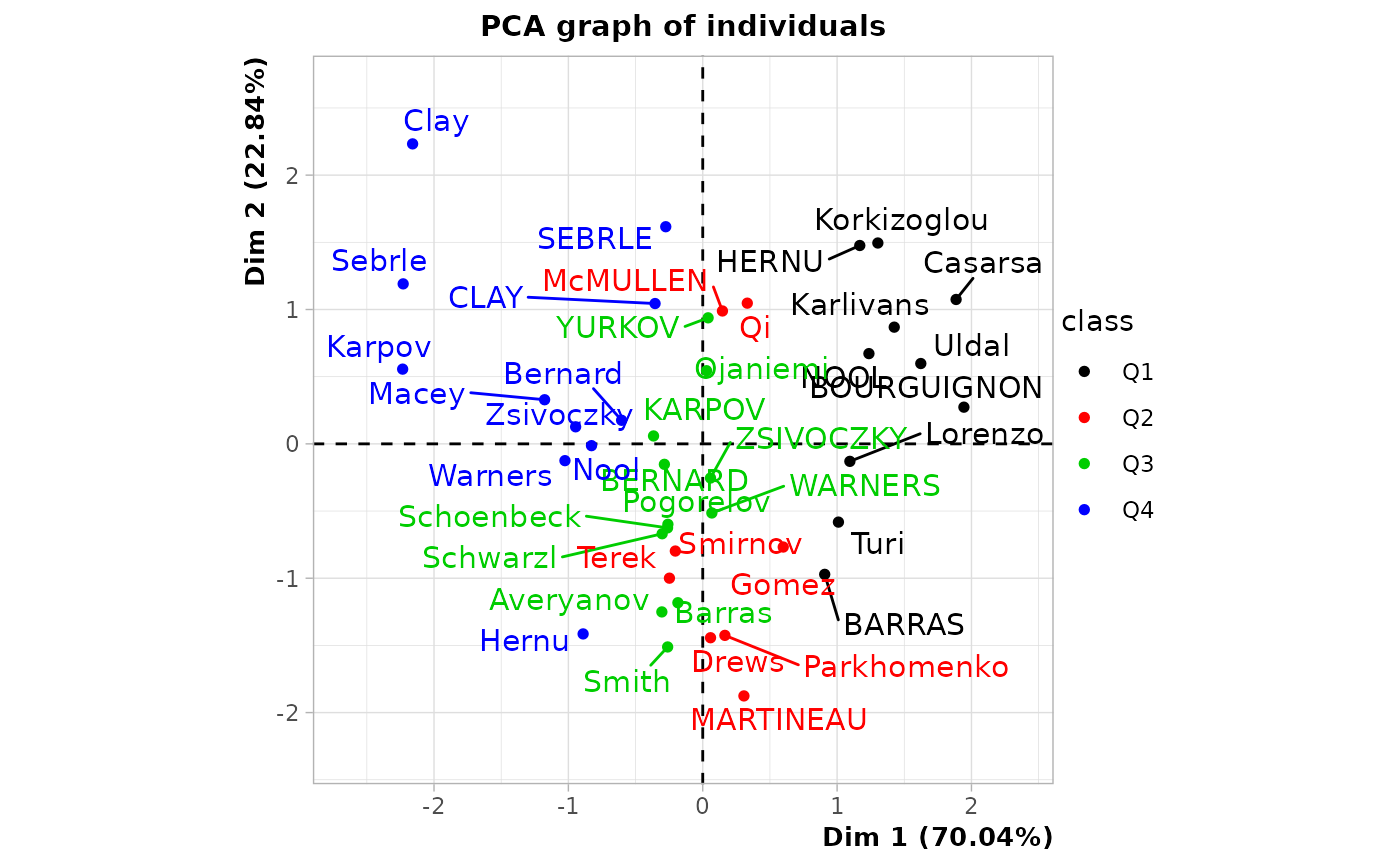 PCA graph of individuals
Dim 2 (22.84%)
Clay
2
Korkizoglou
SEBRLE
HERNU
Casarsa
Sebrle
McMULLEN
CLAY
Karlivans
1
YURKOV
Qi
class
Karpov
Uldal
Bernard
Ojaniemi
NOOL
Q1
Macey
BOURGUIGNON
Zsivoczky
KARPOV
Q2
0
ZSIVOCZKY
Lorenzo
Warners
Nool
BERNARD
WARNERS
Q3
Pogorelov
Schoenbeck
Q4
Schwarzl
Terek
Smirnov
Turi
-1
Gomez
Averyanov
Barras
BARRAS
Hernu
Drews
Parkhomenko
Smith
-2
MARTINEAU
-2 -1 0 1 2
Dim 1 (70.04%)